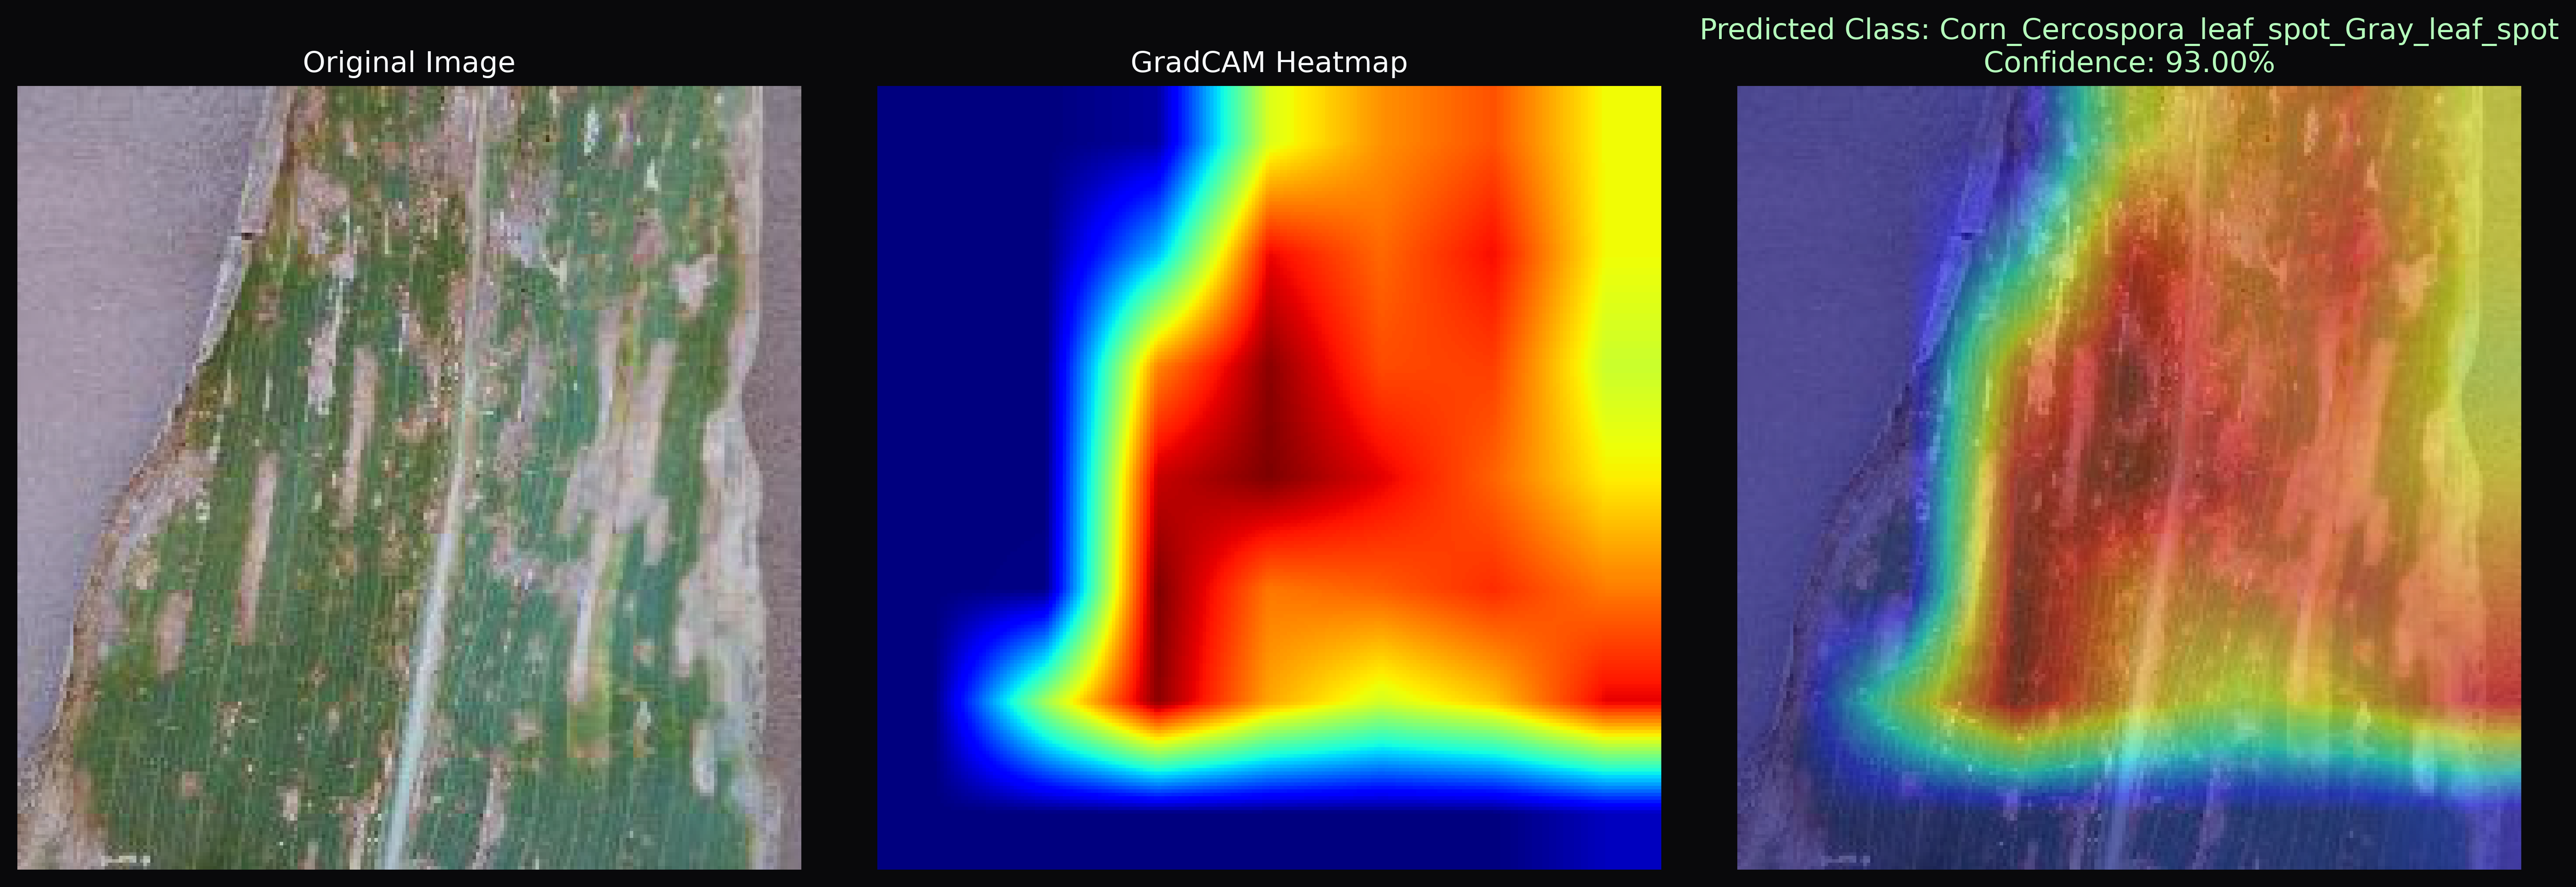 Original Image
GradCAM Heatmap
Predicted Class: Corn_Cercospora_leaf_spot_Gray_leaf_spot
Confidence: 93.00%